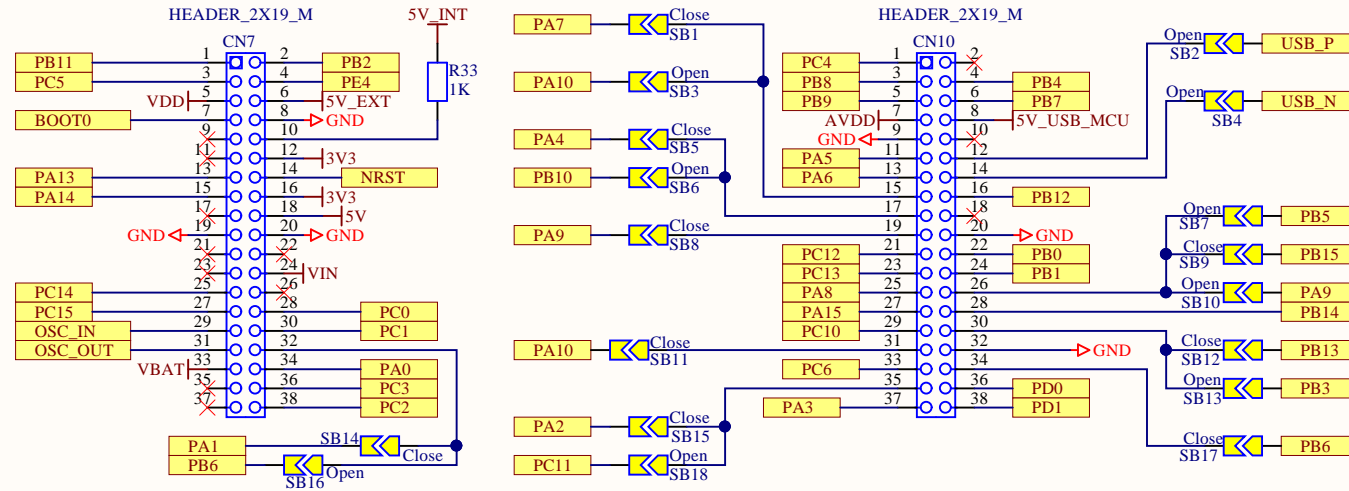 HEADER_2X19_M
5V_INT
CN7
R33
1K
PB11 1 2 PB2
PC5 3 4 PE4
VDD 5 6 5V_EXT
BOOT0 7 8 GND
9 10
11 12 3V3
PA13 13 14 NRST
PA14 15 16 3V3
17 18 5V
GND 19 20 GND
21 22
23 24 VIN
PC14 25 26
PC15 27 28 PC0
OSC_IN 29 30 PC1
OSC_OUT 31 32
VBAT 33 34 PA0
35 36 PC3
37 38 PC2
PA1 SB14 Close
PB6 SB16 Open
PA7 Close SB1
PA10 Open SB3
PA4 Close SB5
PB10 Open SB6
PA9 Close SB8
PA10 Close SB11
PA2 Close SB15
PC11 Open SB18
HEADER_2X19_M
CN10
PC4 1 2
PB8 3 4 PB4
PB9 5 6 PB7
AVDD 7 8 5V_USB_MCU
GND 9 10
PA5 11 12
PA6 13 14
15 16 PB12
17 18
19 20 GND
PC12 21 22 PB0
PC13 23 24 PB1
PA8 25 26
PA15 27 28 PB14
PC10 29 30
31 32 GND
PC6 33 34
35 36 PD0
PA3 37 38 PD1
Open SB2 USB_P
Open SB4 USB_N
Open SB7 PB5
Close SB9 PB15
Open SB10 PA9
Close SB12 PB13
Open SB13 PB3
Close SB17 PB6